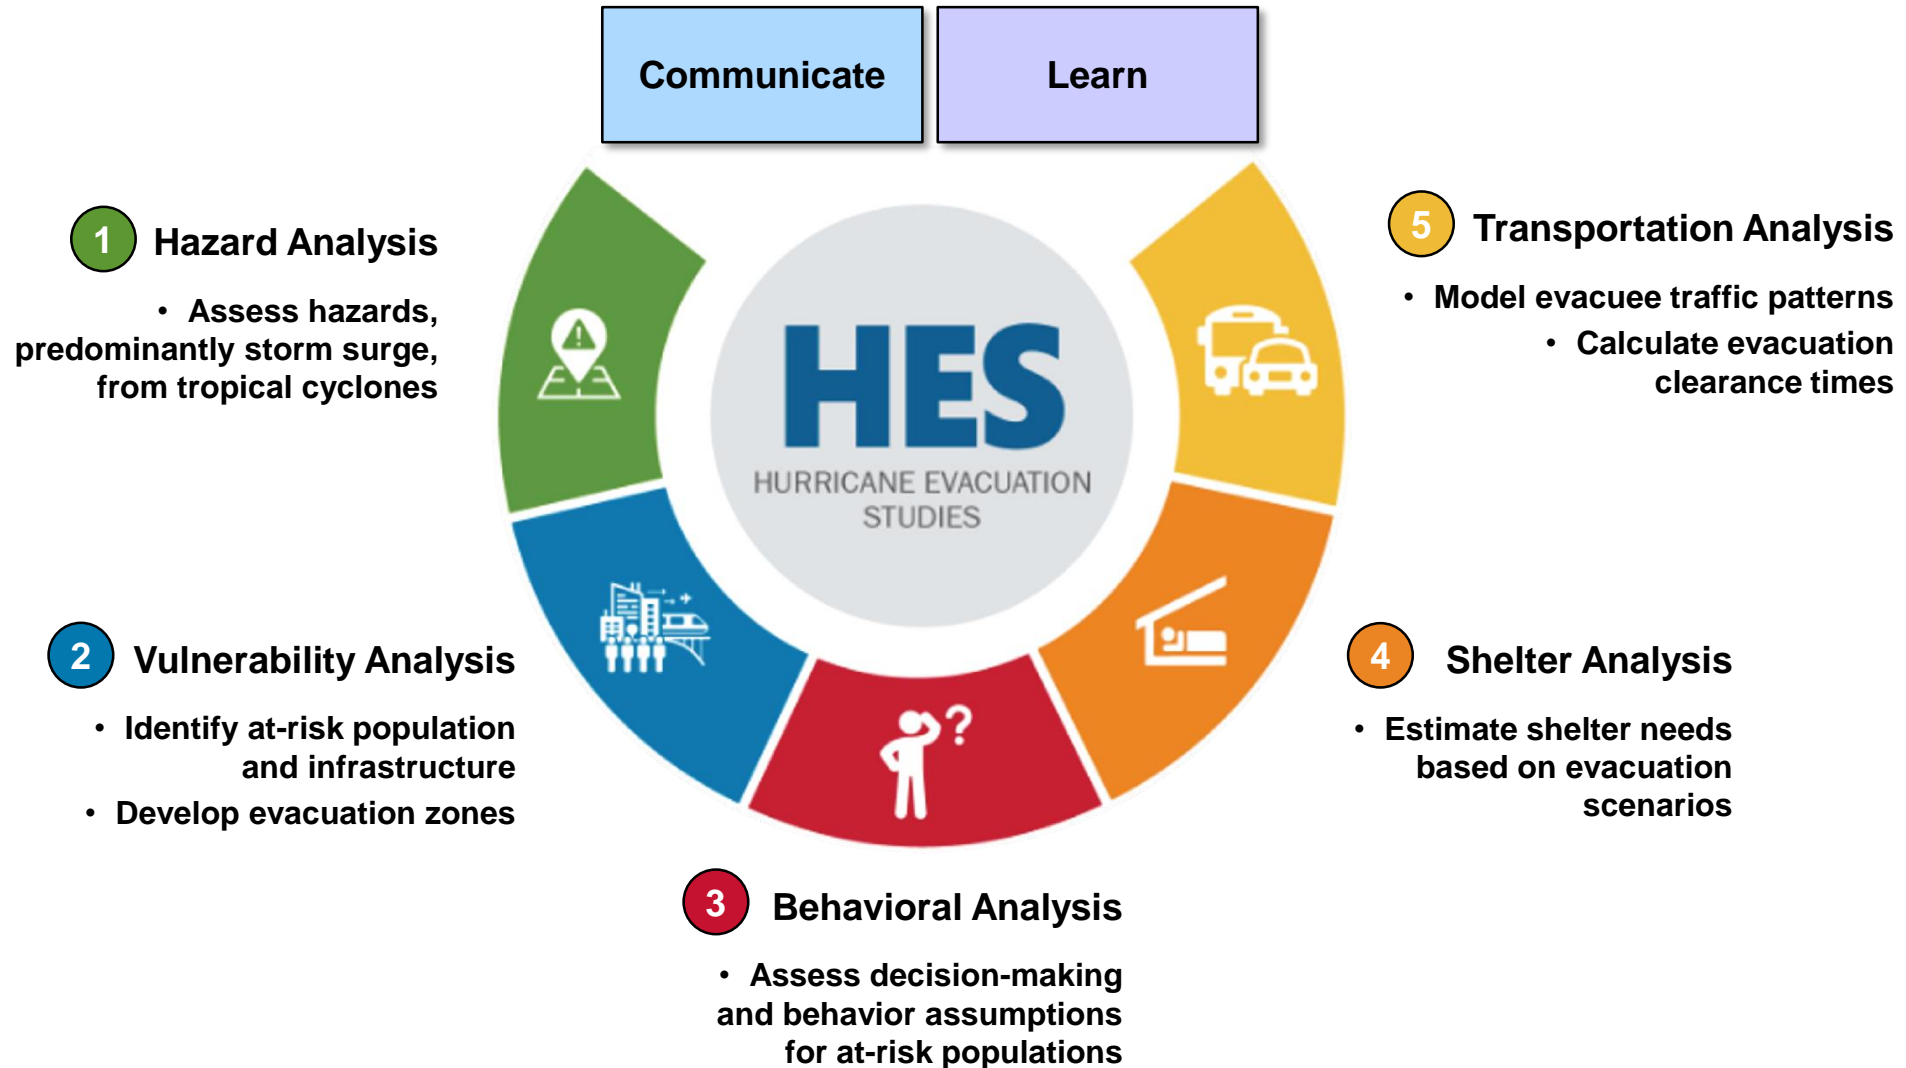 Communicate
Learn
1 Hazard Analysis
• Assess hazards,
predominantly storm surge,
from tropical cyclones
2 Vulnerability Analysis
• Identify at-risk population
and infrastructure
• Develop evacuation zones
3 Behavioral Analysis
• Assess decision-making
and behavior assumptions
for at-risk populations
4 Shelter Analysis
• Estimate shelter needs
based on evacuation
scenarios
5 Transportation Analysis
• Model evacuee traffic patterns
• Calculate evacuation
clearance times
HES
HURRICANE EVACUATION
STUDIES
?